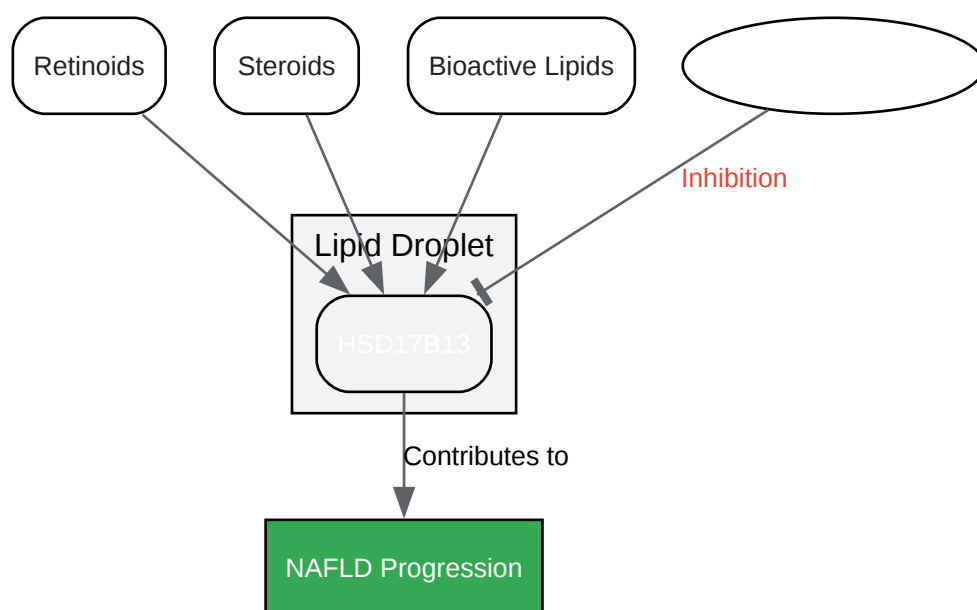 Retinoids
Steroids
Bioactive Lipids
Inhibition
Lipid Droplet
HSD17B13
Contributes to
NAFLD Progression